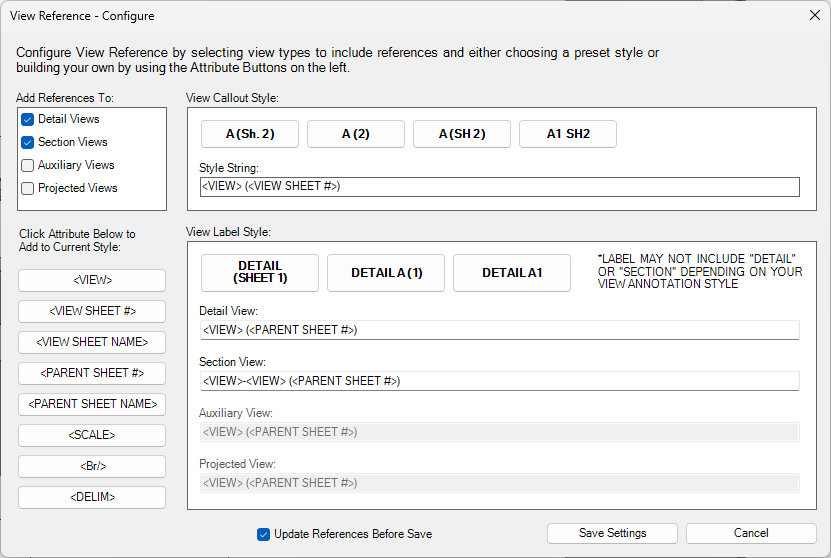 View Reference - Configure
Configure View Reference by selecting view types to include references and either choosing a preset style or
building your own by using the Attribute Buttons on the left.
Add References To:
Detail Views
Section Views
Auxiliary Views
Projected Views
View Callout Style:
A (Sh. 2)
A (2)
A (SH 2)
A1 SH2
Style String:
<VIEW> (<VIEW SHEET #>)
Click Attribute Below to
Add to Current Style:
<VIEW>
<VIEW SHEET #>
<VIEW SHEET NAME>
<PARENT SHEET #>
<PARENT SHEET NAME>
<SCALE>
<Br/>
<DELIM>
View Label Style:
DETAIL
(SHEET 1)
DETAIL A (1)
DETAIL A1
*LABEL MAY NOT INCLUDE "DETAIL"
OR "SECTION" DEPENDING ON YOUR
VIEW ANNOTATION STYLE
Detail View:
<VIEW> (<PARENT SHEET #>)
Section View:
<VIEW>-<VIEW> (<PARENT SHEET #>)
Auxiliary View:
<VIEW> (<PARENT SHEET #>)
Projected View:
<VIEW> (<PARENT SHEET #>)
Update References Before Save
Save Settings
Cancel